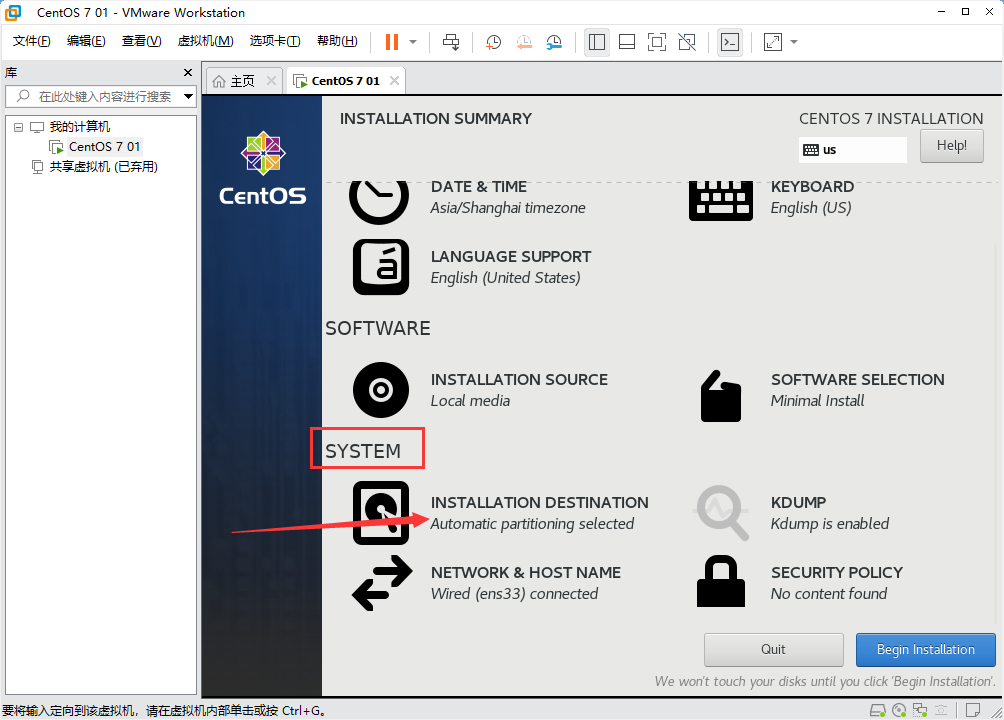 CentOS 7 01 - VMware Workstation
文件(F) 编辑(E) 查看(V) 虚拟机(M) 选项卡(T) 帮助(H)
库
在此处键入内容进行搜索
我的计算机
CentOS 7 01
共享虚拟机 (已弃用)
主页
CentOS 7 01
CentOS
INSTALLATION SUMMARY
CENTOS 7 INSTALLATION
us
Help!
DATE & TIME
Asia/Shanghai timezone
KEYBOARD
English (US)
LANGUAGE SUPPORT
English (United States)
SOFTWARE
INSTALLATION SOURCE
Local media
SOFTWARE SELECTION
Minimal Install
SYSTEM
INSTALLATION DESTINATION
Automatic partitioning selected
KDUMP
Kdump is enabled
NETWORK & HOST NAME
Wired (ens33) connected
SECURITY POLICY
No content found
Quit
Begin Installation
We won't touch your disks until you click 'Begin Installation'.
要将输入定向到该虚拟机，请在虚拟机内部单击或按 Ctrl+G。